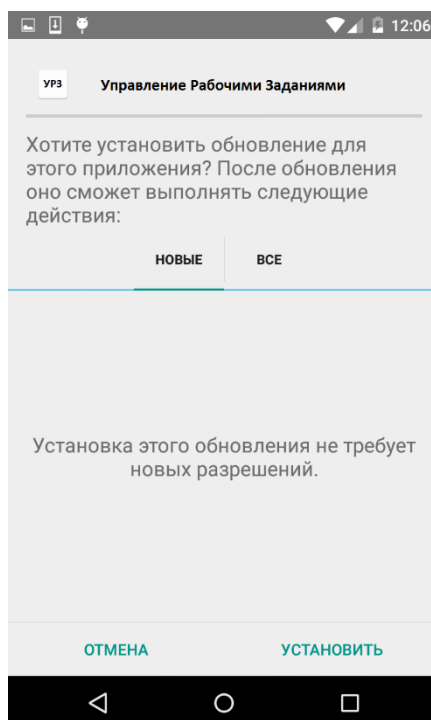 12:06
УРЗ Управление Рабочими Заданиями
Хотите установить обновление для
этого приложения? После обновления
оно сможет выполнять следующие
действия:
НОВЫЕ ВСЕ
Установка этого обновления не требует
новых разрешений.
ОТМЕНА УСТАНОВИТЬ